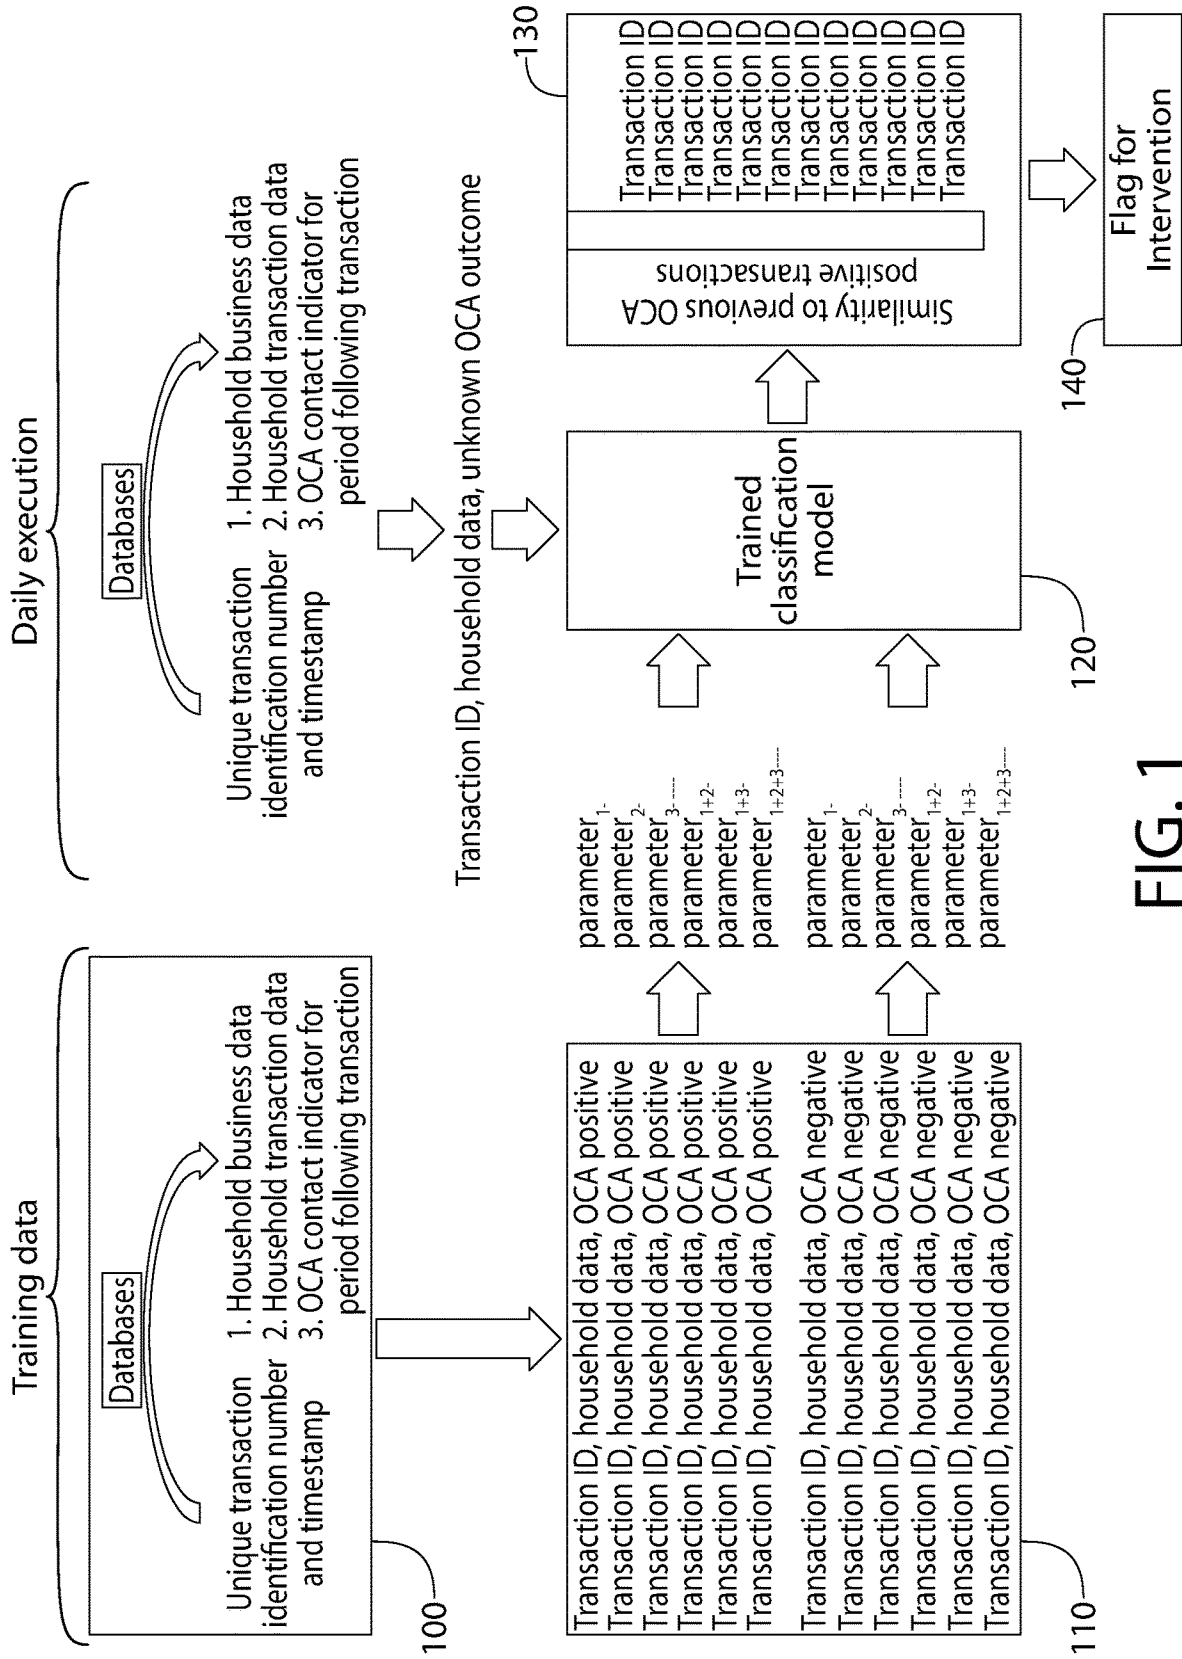 Training data
Databases
Unique transaction
identification number
and timestamp
1. Household business data
2. Household transaction data
3. OCA contact indicator for
period following transaction
100
Daily execution
Databases
Unique transaction
identification number
and timestamp
1. Household business data
2. Household transaction data
3. OCA contact indicator for
period following transaction
Transaction ID, household data, unknown OCA outcome
Transaction ID, household data, OCA positive
Transaction ID, household data, OCA positive
Transaction ID, household data, OCA positive
Transaction ID, household data, OCA positive
Transaction ID, household data, OCA positive
Transaction ID, household data, OCA positive
Transaction ID, household data, OCA negative
Transaction ID, household data, OCA negative
Transaction ID, household data, OCA negative
Transaction ID, household data, OCA negative
Transaction ID, household data, OCA negative
Transaction ID, household data, OCA negative
110
parameter1-
parameter2-
parameter3-----
parameter1+2-
parameter1+3-
parameter1+2+3----
parameter1-
parameter2-
parameter3-----
parameter1+2-
parameter1+3-
parameter1+2+3----
Trained
classification
model
120
Similarity to previous OCA
positive transactions
Transaction ID
Transaction ID
Transaction ID
Transaction ID
Transaction ID
Transaction ID
Transaction ID
Transaction ID
Transaction ID
Transaction ID
Transaction ID
Transaction ID
130
Flag for
Intervention
140
FIG. 1